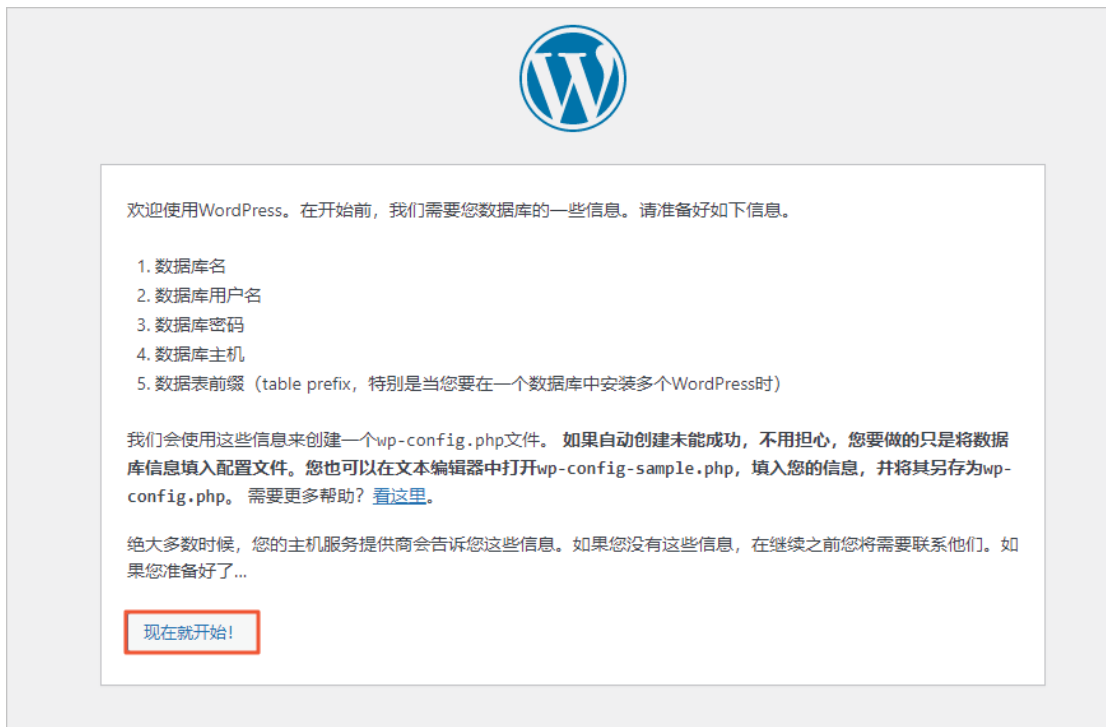 欢迎使用WordPress。在开始前，我们需要您数据库的一些信息。请准备好如下信息。
1. 数据库名
2. 数据库用户名
3. 数据库密码
4. 数据库主机
5. 数据表前缀（table prefix，特别是当您要在一个数据库中安装多个WordPress时）
我们会使用这些信息来创建一个wp-config.php文件。 如果自动创建未能成功，不用担心，您要做的只是将数据
库信息填入配置文件。您也可以在文本编辑器中打开wp-config-sample.php，填入您的信息，并将其另存为wp-
config.php。 需要更多帮助？看这里。
绝大多数时候，您的主机服务提供商会告诉您这些信息。如果您没有这些信息，在继续之前您将需要联系他们。如
果您准备好了...
现在就开始！